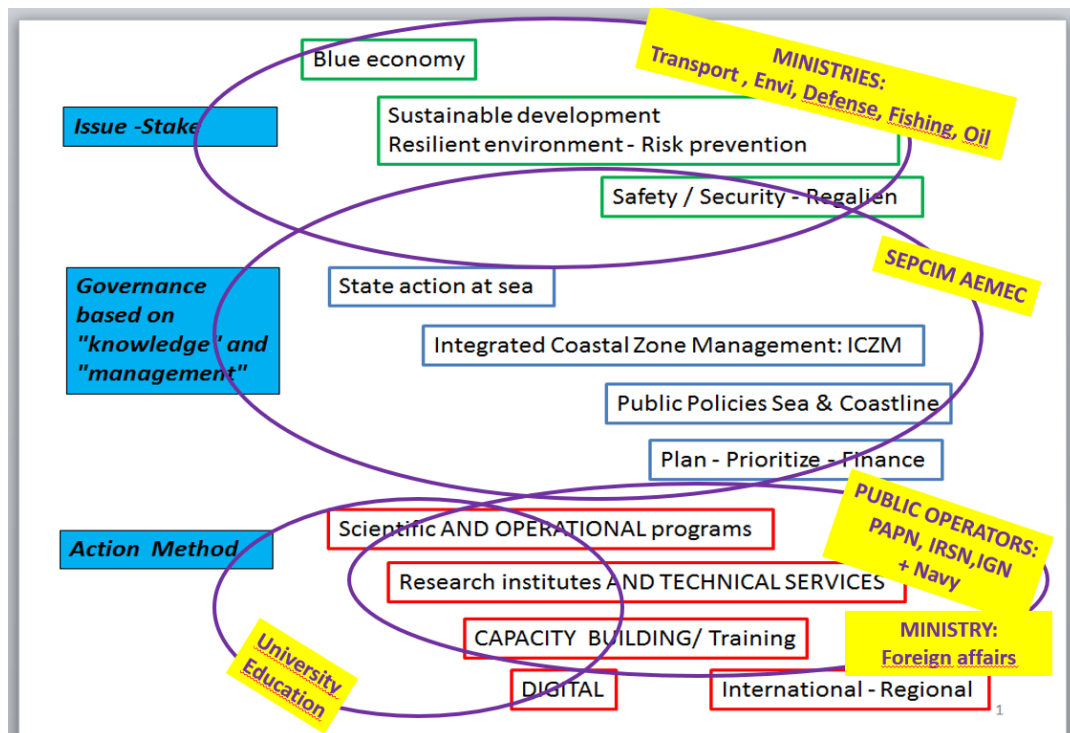 Blue economy
MINISTRIES:
Transport , Envi, Defense, Fishing, Oil
Issue -Stake
Sustainable development
Resilient environment - Risk prevention
Safety / Security - Regalien
SEPCIM AEMEC
Governance
based on
"knowledge" and
"management"
State action at sea
Integrated Coastal Zone Management: ICZM
Public Policies Sea & Coastline
Plan - Prioritize - Finance
PUBLIC OPERATORS:
PAPN, IRSN,IGN
+ Navy
Action Method
Scientific AND OPERATIONAL programs
Research institutes AND TECHNICAL SERVICES
CAPACITY BUILDING/ Training
MINISTRY:
Foreign affairs
University
Education
DIGITAL
International - Regional
1